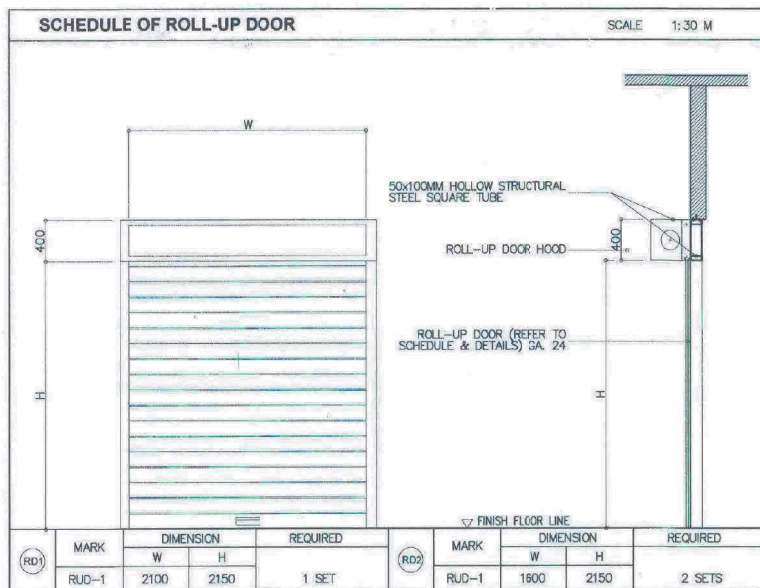 SCHEDULE OF ROLL-UP DOOR
SCALE 1:30 M
W
50x100MM HOLLOW STRUCTURAL
STEEL SQUARE TUBE
400
ROLL-UP DOOR HOOD
400
ROLL-UP DOOR (REFER TO
SCHEDULE & DETAILS) GA. 24
H
H
FINISH FLOOR LINE
RD1
MARK
DIMENSION
REQUIRED
W
H
RUD-1
2100
2150
1 SET
RD2
MARK
DIMENSION
REQUIRED
W
H
RUD-1
1600
2150
2 SETS